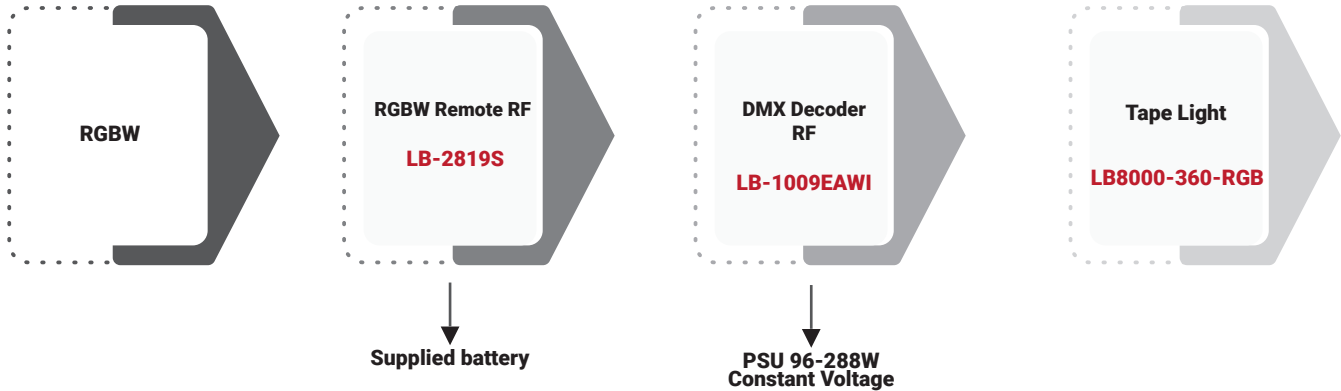 RGBW
RGBW Remote RF
LB-2819S
Supplied battery
DMX Decoder
RF
LB-1009EAWI
PSU 96-288W
Constant Voltage
Tape Light
LB8000-360-RGB